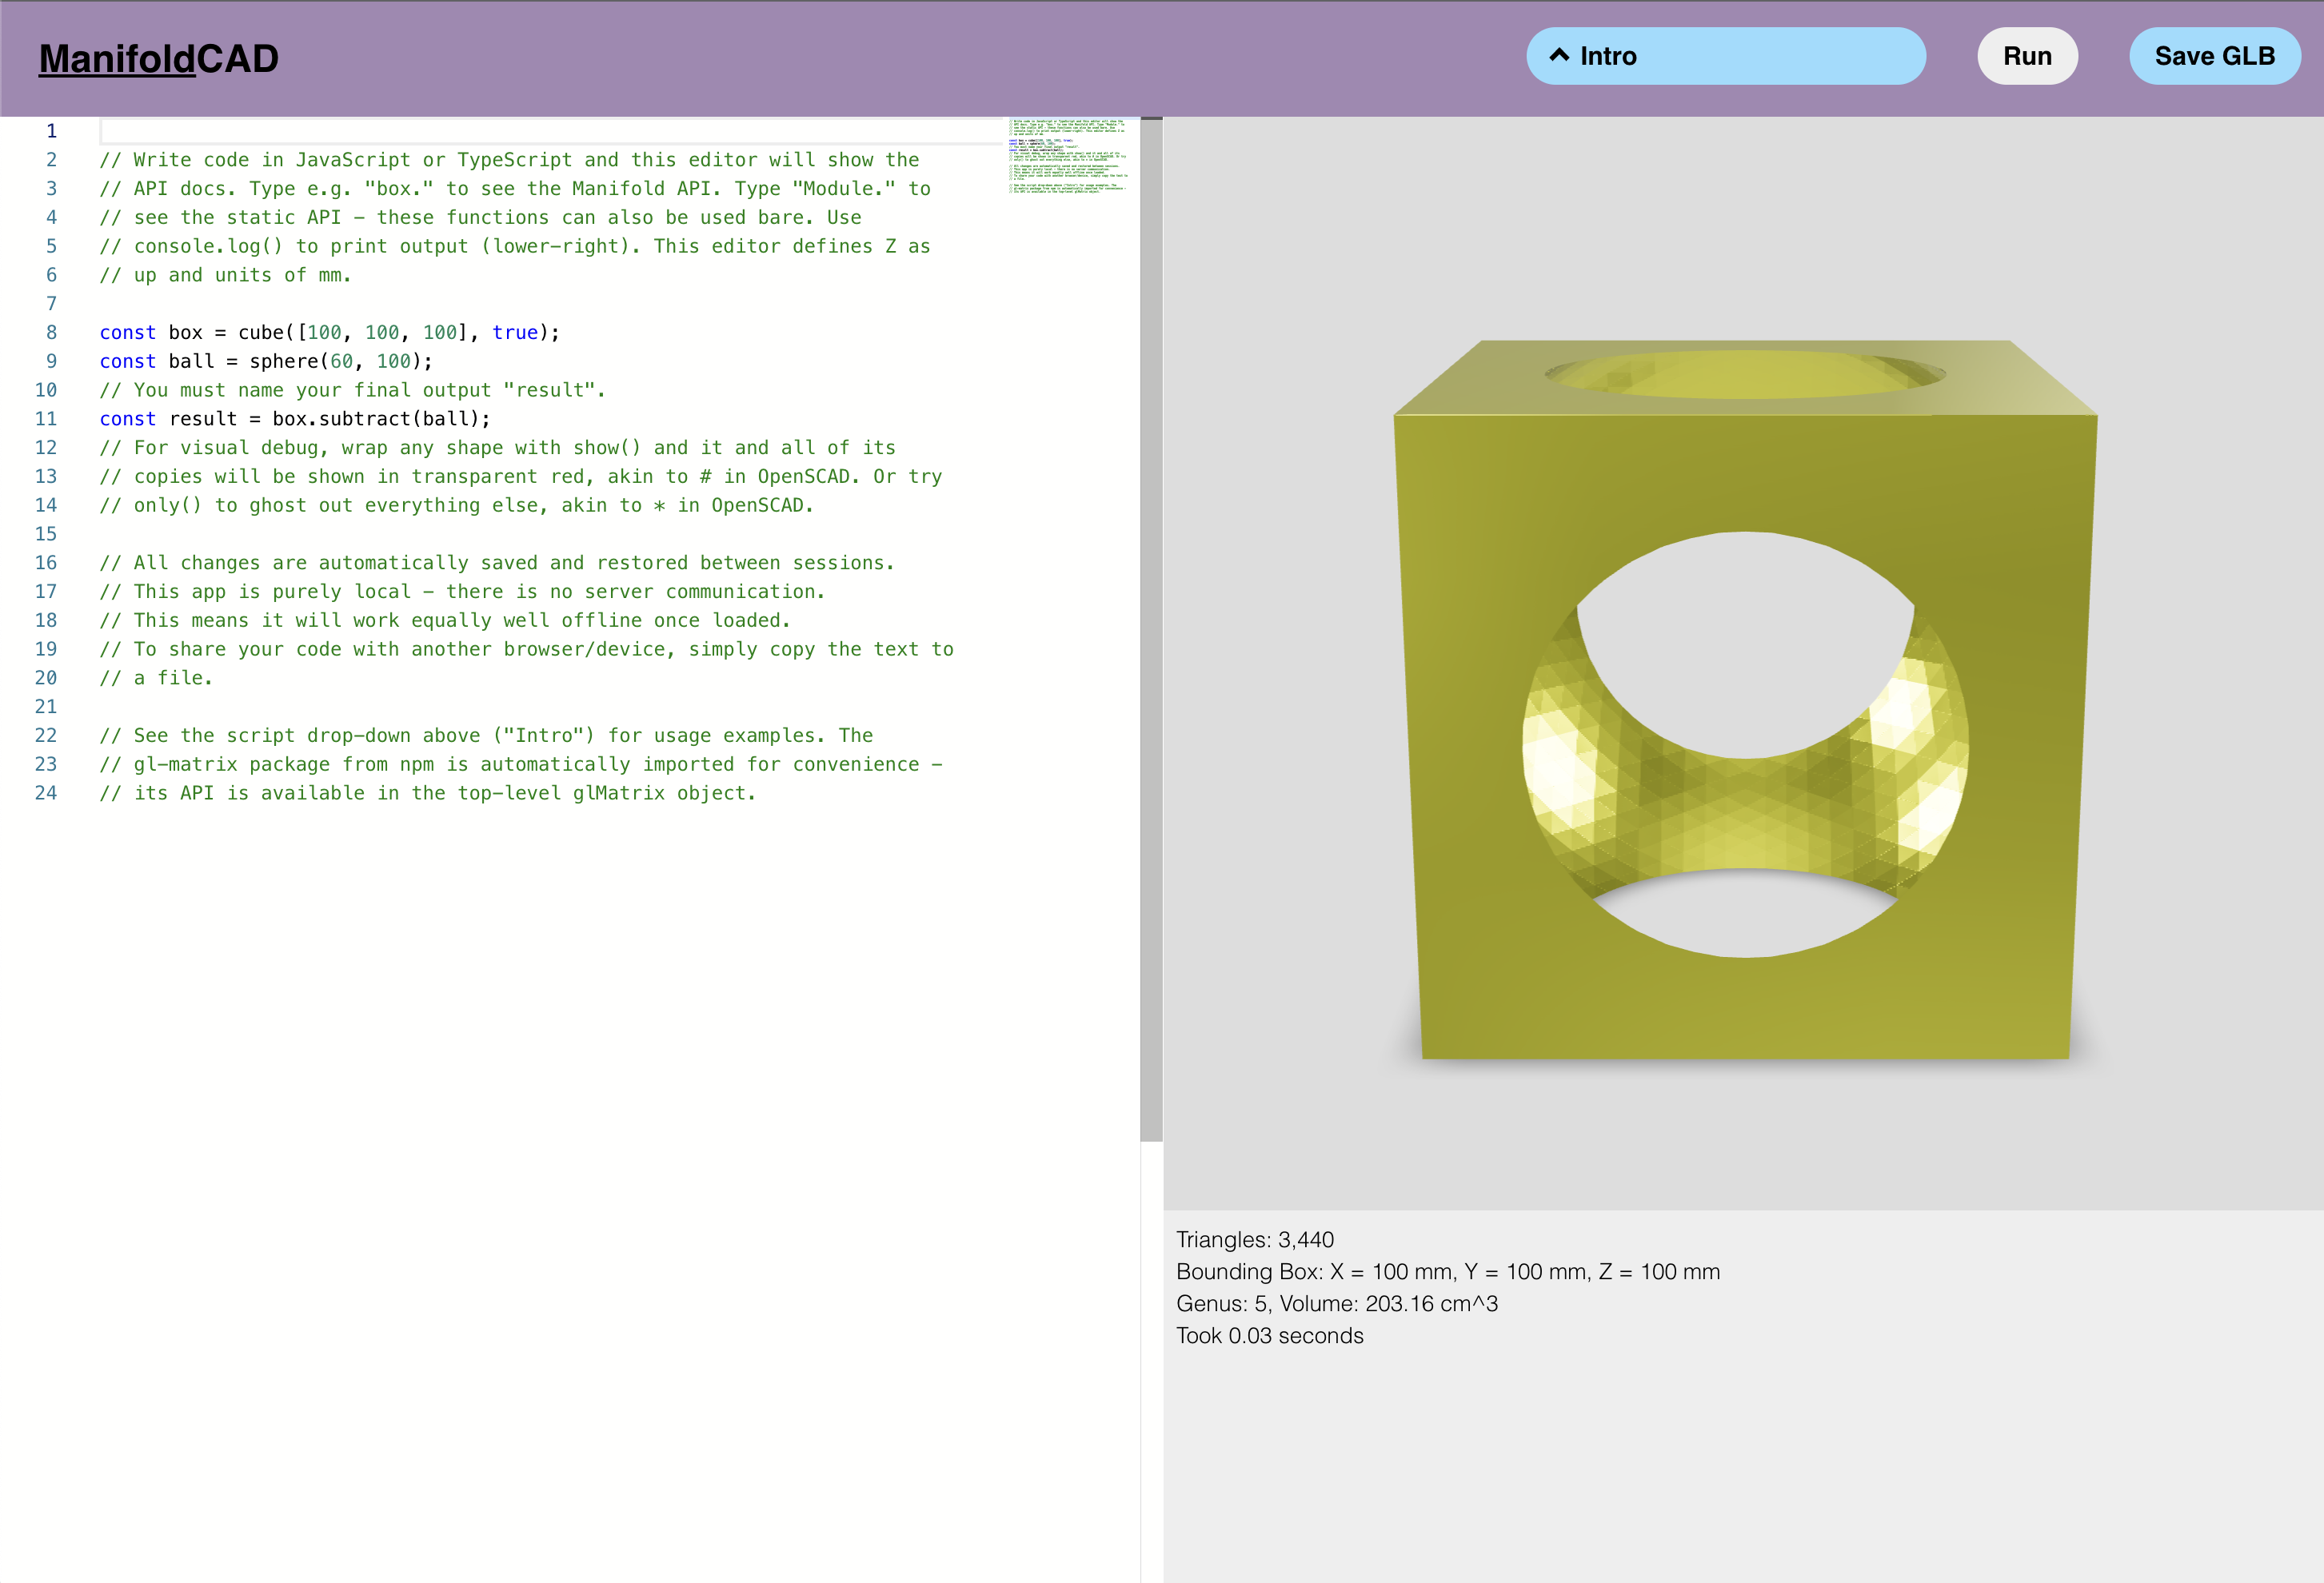 ManifoldCAD
Intro
Run
Save GLB
1
2 // Write code in JavaScript or TypeScript and this editor will show the
3 // API docs. Type e.g. "box." to see the Manifold API. Type "Module." to
4 // see the static API – these functions can also be used bare. Use
5 // console.log() to print output (lower-right). This editor defines Z as
6 // up and units of mm.
7
8 const box = cube([100, 100, 100], true);
9 const ball = sphere(60, 100);
10 // You must name your final output "result".
11 const result = box.subtract(ball);
12 // For visual debug, wrap any shape with show() and it and all of its
13 // copies will be shown in transparent red, akin to # in OpenSCAD. Or try
14 // only() to ghost out everything else, akin to * in OpenSCAD.
15
16 // All changes are automatically saved and restored between sessions.
17 // This app is purely local – there is no server communication.
18 // This means it will work equally well offline once loaded.
19 // To share your code with another browser/device, simply copy the text to
20 // a file.
21
22 // See the script drop-down above ("Intro") for usage examples. The
23 // gl-matrix package from npm is automatically imported for convenience –
24 // its API is available in the top-level glMatrix object.
Triangles: 3,440
Bounding Box: X = 100 mm, Y = 100 mm, Z = 100 mm
Genus: 5, Volume: 203.16 cm^3
Took 0.03 seconds